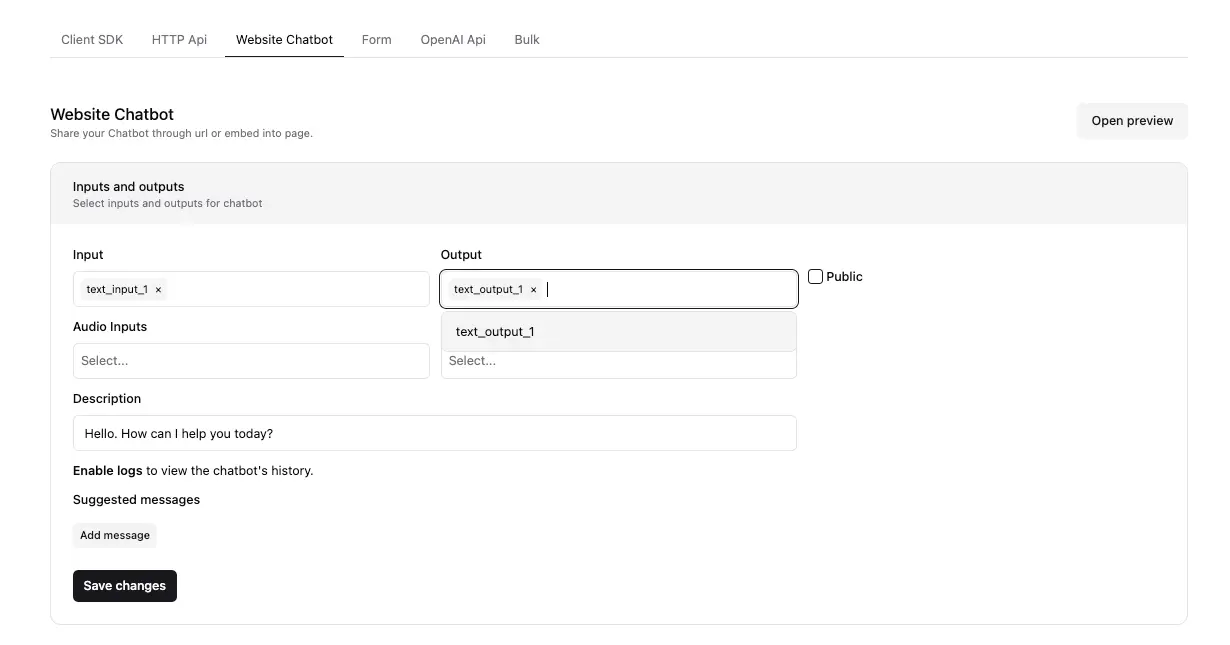 Client SDK HTTP Api Website Chatbot Form OpenAI Api Bulk
Website Chatbot
Share your Chatbot through url or embed into page.
Open preview
Inputs and outputs
Select inputs and outputs for chatbot
Input Output
text_input_1 × text_output_1 × Public
Audio Inputs text_output_1
Select... Select...
Description
Hello. How can I help you today?
Enable logs to view the chatbot's history.
Suggested messages
Add message
Save changes